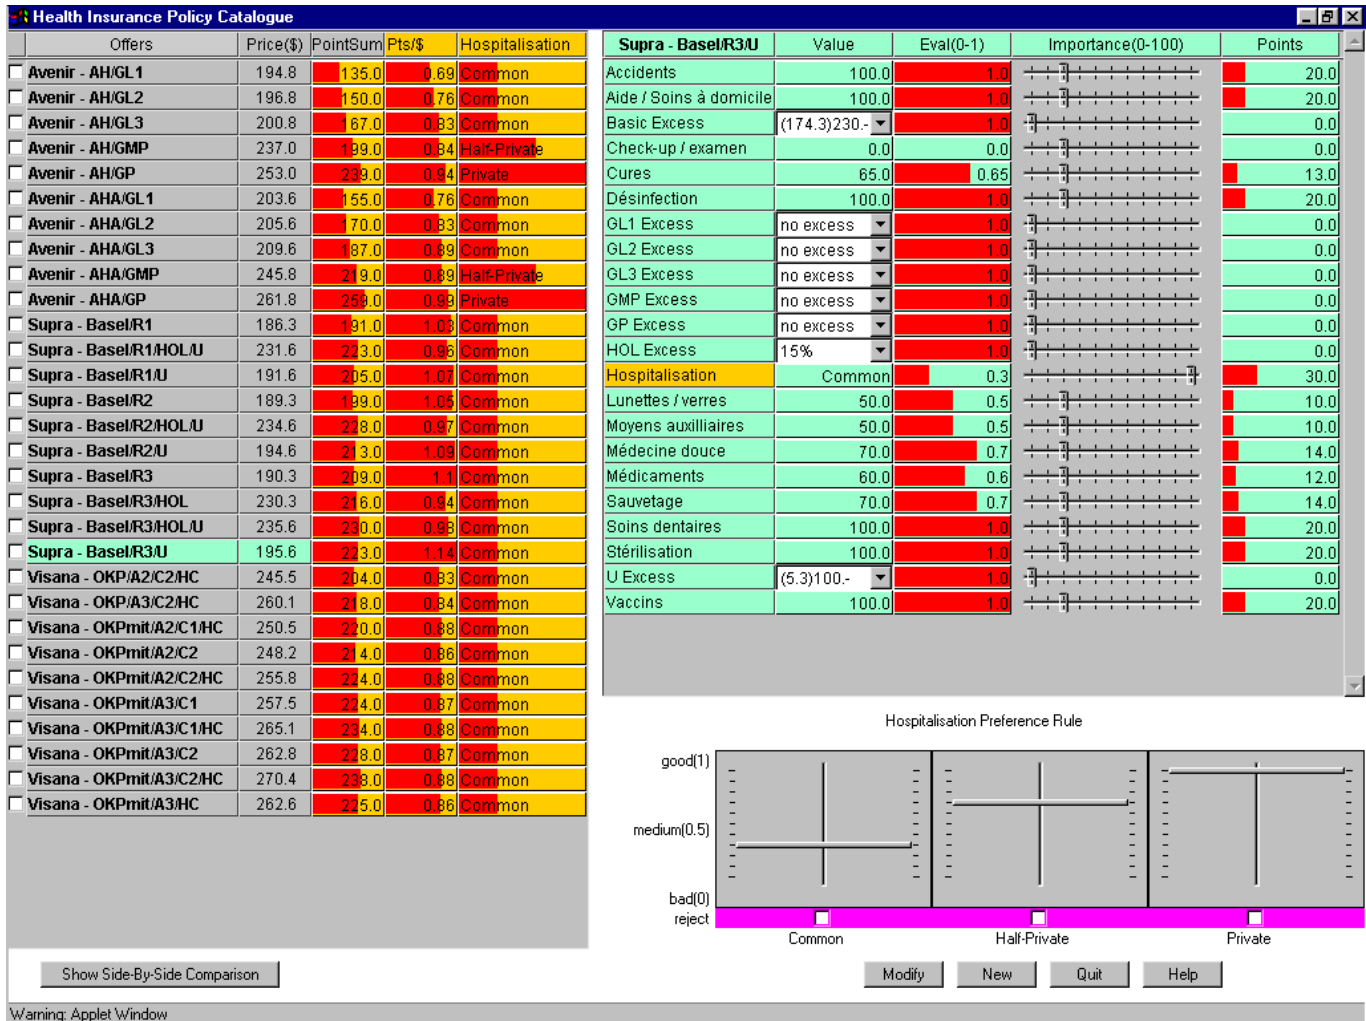 Health Insurance Policy Catalogue
Offers Price($) PointSum Pts/$ Hospitalisation
Avenir - AH/GL1 194.8 135.0 0.69 Common
Avenir - AH/GL2 196.8 150.0 0.76 Common
Avenir - AH/GL3 200.8 167.0 0.83 Common
Avenir - AH/GMP 237.0 199.0 0.84 Half-Private
Avenir - AH/GP 253.0 239.0 0.94 Private
Avenir - AHA/GL1 203.6 155.0 0.76 Common
Avenir - AHA/GL2 205.6 170.0 0.83 Common
Avenir - AHA/GL3 209.6 187.0 0.89 Common
Avenir - AHA/GMP 245.8 219.0 0.89 Half-Private
Avenir - AHA/GP 261.8 259.0 0.99 Private
Supra - Basel/R1 186.3 191.0 1.03 Common
Supra - Basel/R1/HOL/U 231.6 223.0 0.96 Common
Supra - Basel/R1/U 191.6 205.0 1.07 Common
Supra - Basel/R2 189.3 199.0 1.05 Common
Supra - Basel/R2/HOL/U 234.6 228.0 0.97 Common
Supra - Basel/R2/U 194.6 213.0 1.09 Common
Supra - Basel/R3 190.3 209.0 1.1 Common
Supra - Basel/R3/HOL 230.3 216.0 0.94 Common
Supra - Basel/R3/HOL/U 235.6 230.0 0.98 Common
Supra - Basel/R3/U 195.6 223.0 1.14 Common
Visana - OKP/A2/C2/HC 245.5 204.0 0.83 Common
Visana - OKP/A3/C2/HC 260.1 218.0 0.84 Common
Visana - OKPmit/A2/C1/HC 250.5 220.0 0.88 Common
Visana - OKPmit/A2/C2 248.2 214.0 0.86 Common
Visana - OKPmit/A2/C2/HC 255.8 224.0 0.88 Common
Visana - OKPmit/A3/C1 257.5 224.0 0.87 Common
Visana - OKPmit/A3/C1/HC 265.1 234.0 0.88 Common
Visana - OKPmit/A3/C2 262.8 228.0 0.87 Common
Visana - OKPmit/A3/C2/HC 270.4 238.0 0.88 Common
Visana - OKPmit/A3/HC 262.6 225.0 0.86 Common
Show Side-By-Side Comparison
Supra - Basel/R3/U Value Eval(0-1) Importance(0-100) Points
Accidents 100.0 1.0 20.0
Aide / Soins à domicile 100.0 1.0 20.0
Basic Excess (174.3)230.- 1.0 0.0
Check-up / examen 0.0 0.0 0.0
Cures 65.0 0.65 13.0
Désinfection 100.0 1.0 20.0
GL1 Excess no excess 1.0 0.0
GL2 Excess no excess 1.0 0.0
GL3 Excess no excess 1.0 0.0
GMP Excess no excess 1.0 0.0
GP Excess no excess 1.0 0.0
HOL Excess 15% 1.0 0.0
Hospitalisation Common 0.3 30.0
Lunettes / verres 50.0 0.5 10.0
Moyens auxilliaires 50.0 0.5 10.0
Médecine douce 70.0 0.7 14.0
Médicaments 60.0 0.6 12.0
Sauvetage 70.0 0.7 14.0
Soins dentaires 100.0 1.0 20.0
Stérilisation 100.0 1.0 20.0
U Excess (5.3)100.- 1.0 0.0
Vaccins 100.0 1.0 20.0
Hospitalisation Preference Rule
good(1)
medium(0.5)
bad(0)
reject
Common Half-Private Private
Modify New Quit Help
Warning: Applet Window